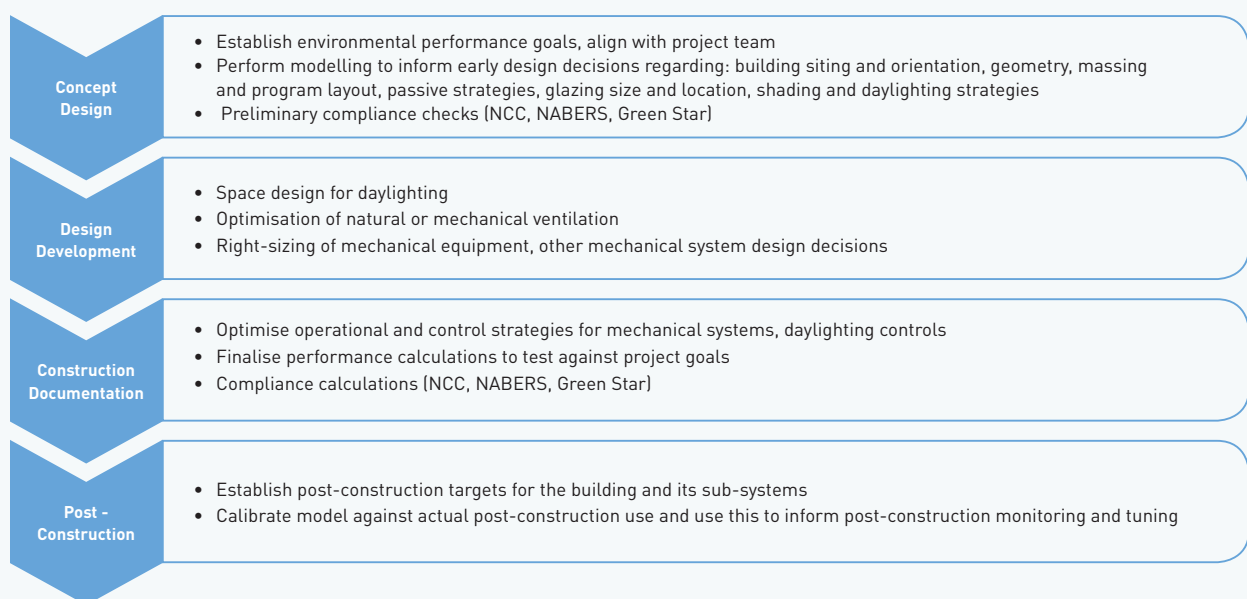 Concept
Design
• Establish environmental performance goals, align with project team
• Perform modelling to inform early design decisions regarding: building siting and orientation, geometry, massing
and program layout, passive strategies, glazing size and location, shading and daylighting strategies
• Preliminary compliance checks (NCC, NABERS, Green Star)
Design
Development
• Space design for daylighting
• Optimisation of natural or mechanical ventilation
• Right-sizing of mechanical equipment, other mechanical system design decisions
Construction
Documentation
• Optimise operational and control strategies for mechanical systems, daylighting controls
• Finalise performance calculations to test against project goals
• Compliance calculations (NCC, NABERS, Green Star)
Post -
Construction
• Establish post-construction targets for the building and its sub-systems
• Calibrate model against actual post-construction use and use this to inform post-construction monitoring and tuning